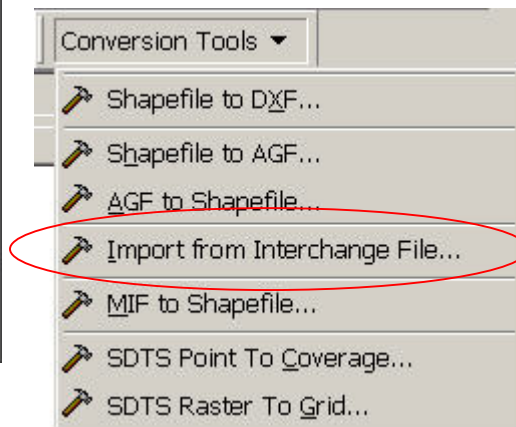 Conversion Tools
Shapefile to DXF...
Shapefile to AGF...
AGF to Shapefile...
Import from Interchange File...
MIF to Shapefile...
SDTS Point To Coverage...
SDTS Raster To Grid...